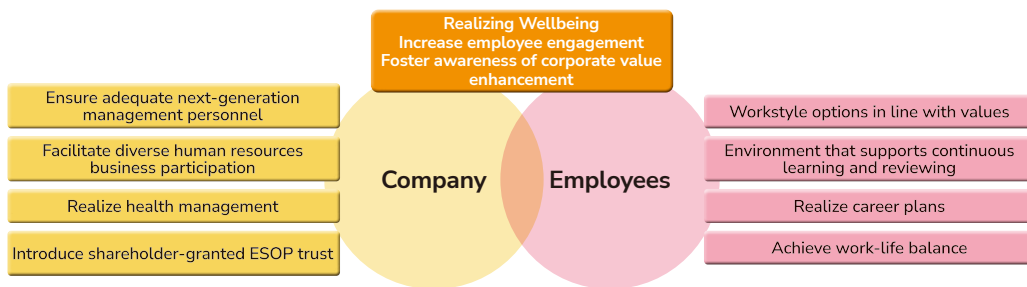 Realizing Wellbeing
Increase employee engagement
Foster awareness of corporate value
enhancement
Ensure adequate next-generation
management personnel
Facilitate diverse human resources
business participation
Realize health management
Introduce shareholder-granted ESOP trust
Company
Employees
Workstyle options in line with values
Environment that supports continuous
learning and reviewing
Realize career plans
Achieve work-life balance